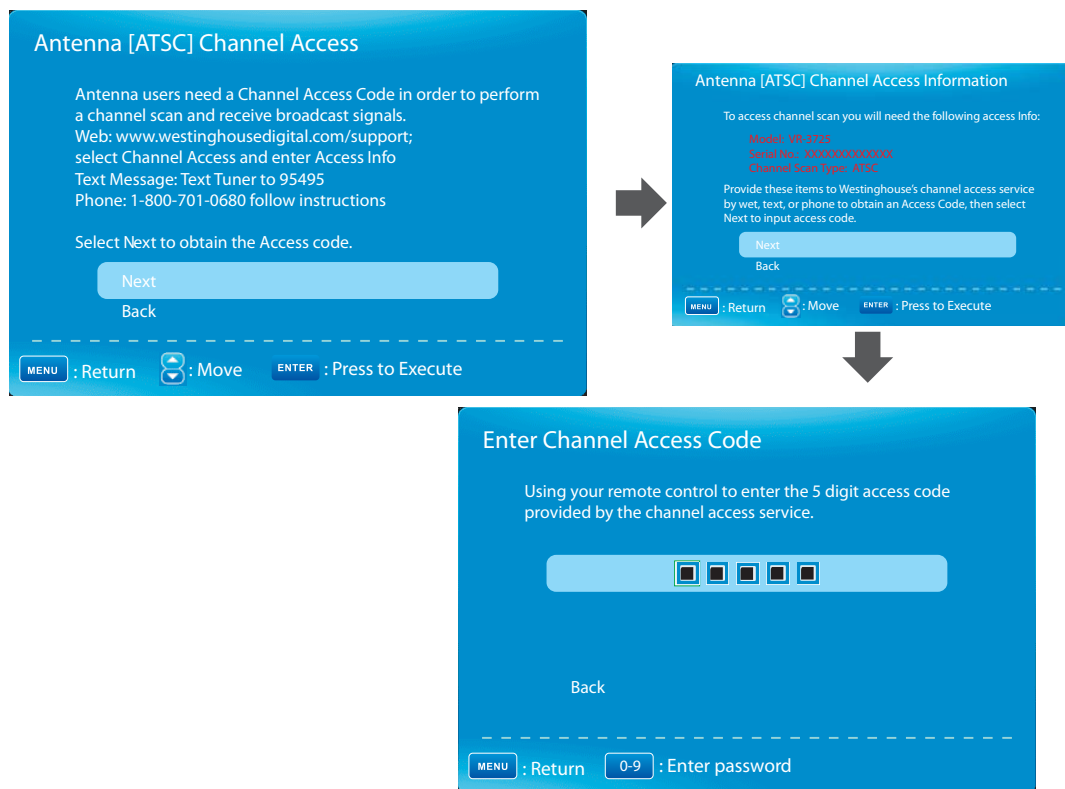 Antenna [ATSC] Channel Access
Antenna users need a Channel Access Code in order to perform
a channel scan and receive broadcast signals.
Web: www.westinghousedigital.com/support;
select Channel Access and enter Access Info
Text Message: Text Tuner to 95495
Phone: 1-800-701-0680 follow instructions
Select Next to obtain the Access code.
Next
Back
MENU : Return : Move ENTER : Press to Execute
Antenna [ATSC] Channel Access Information
To access channel scan you will need the following access Info:
Model: VR-3725
Serial No.: XXXXXXXXXXXXX
Channel Scan Type: ATSC
Provide these items to Westinghouse's channel access service
by wet, text, or phone to obtain an Access Code, then select
Next to input access code.
Next
Back
MENU : Return : Move ENTER : Press to Execute
Enter Channel Access Code
Using your remote control to enter the 5 digit access code
provided by the channel access service.
Back
MENU : Return 0-9 : Enter password